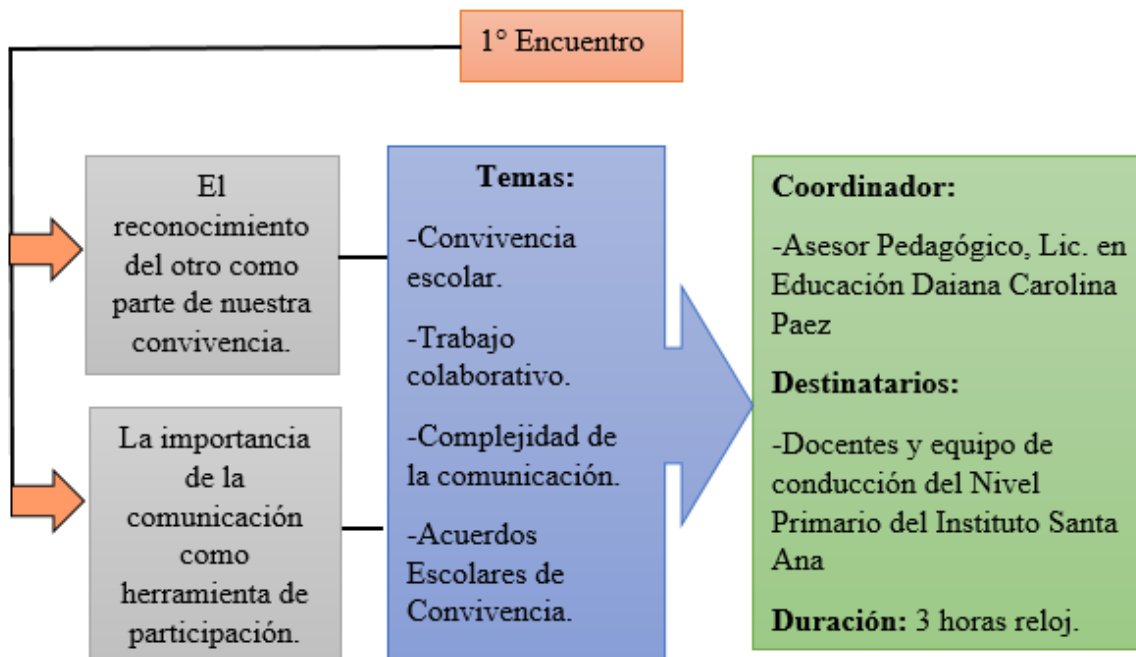 1° Encuentro
El
reconocimiento
del otro como
parte de nuestra
convivencia.
La importancia
de la
comunicación
como
herramienta de
participación.
Temas:
-Convivencia
escolar.
-Trabajo
colaborativo.
-Complejidad de
la comunicación.
-Acuerdos
Escolares de
Convivencia.
Coordinador:
-Asesor Pedagógico, Lic. en
Educación Daiana Carolina
Paez
Destinatarios:
-Docentes y equipo de
conducción del Nivel
Primario del Instituto Santa
Ana
Duración: 3 horas reloj.